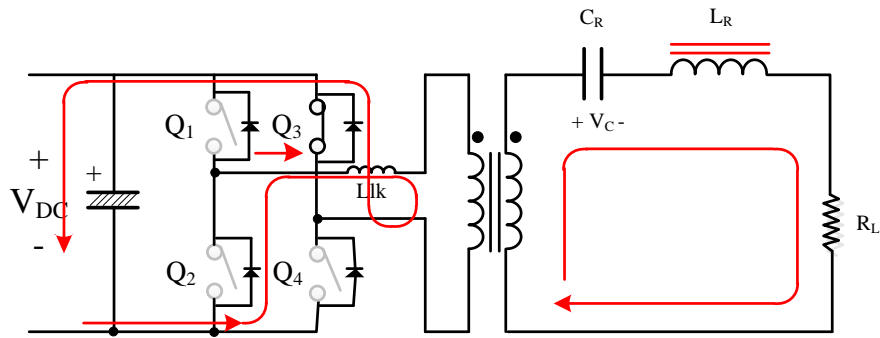 C_R
L_R
+ V_C -
Q_1
Q_3
+
+
V_DC
-
Llk
R_L
Q_2
Q_4